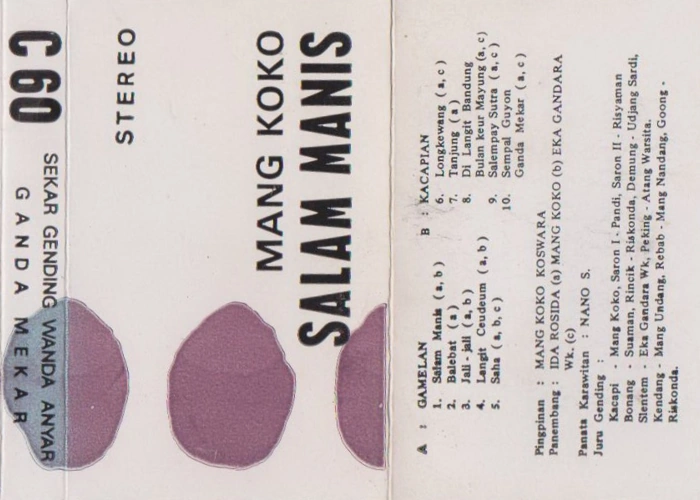 C 60
SEKAR GENDING WANDA ANYAR
GANDA MEKAR
STEREO
MANG KOKO
SALAM MANIS
A : GAMELAN
1. Salam Manis ( a, b )
2. Balebat ( a )
3. Jali - jali ( a, b )
4. Langit Ceudeum ( a, b )
5. Saha ( a, b, c )
B : KACAPIAN
6. Longkewang ( a, c )
7. Tanjung ( a )
8. Di Langit Bandung
Bulan keur Mayung (a, c)
9. Salempay Sutra ( a, c )
10. Sempal Guyon
Ganda Mekar ( a, c )
Pingpinan : MANG KOKO KOSWARA
Panembang : IDA ROSIDA (a) MANG KOKO (b) EKA GANDARA
Wk. (c)
Panata Karawitan : NANO S.
Juru Gending :
Kacapi - Mang Koko, Saron I - Pandi, Saron II - Risyaman
Bonang - Suaman, Rincik - Riskonda, Demung - Udjang Sardi,
Slentem - Eka Gandara Wk, Peking - Atang Warsita.
Kendang - Mang Undang, Rebab - Mang Nandang, Goong -
Riskonda.